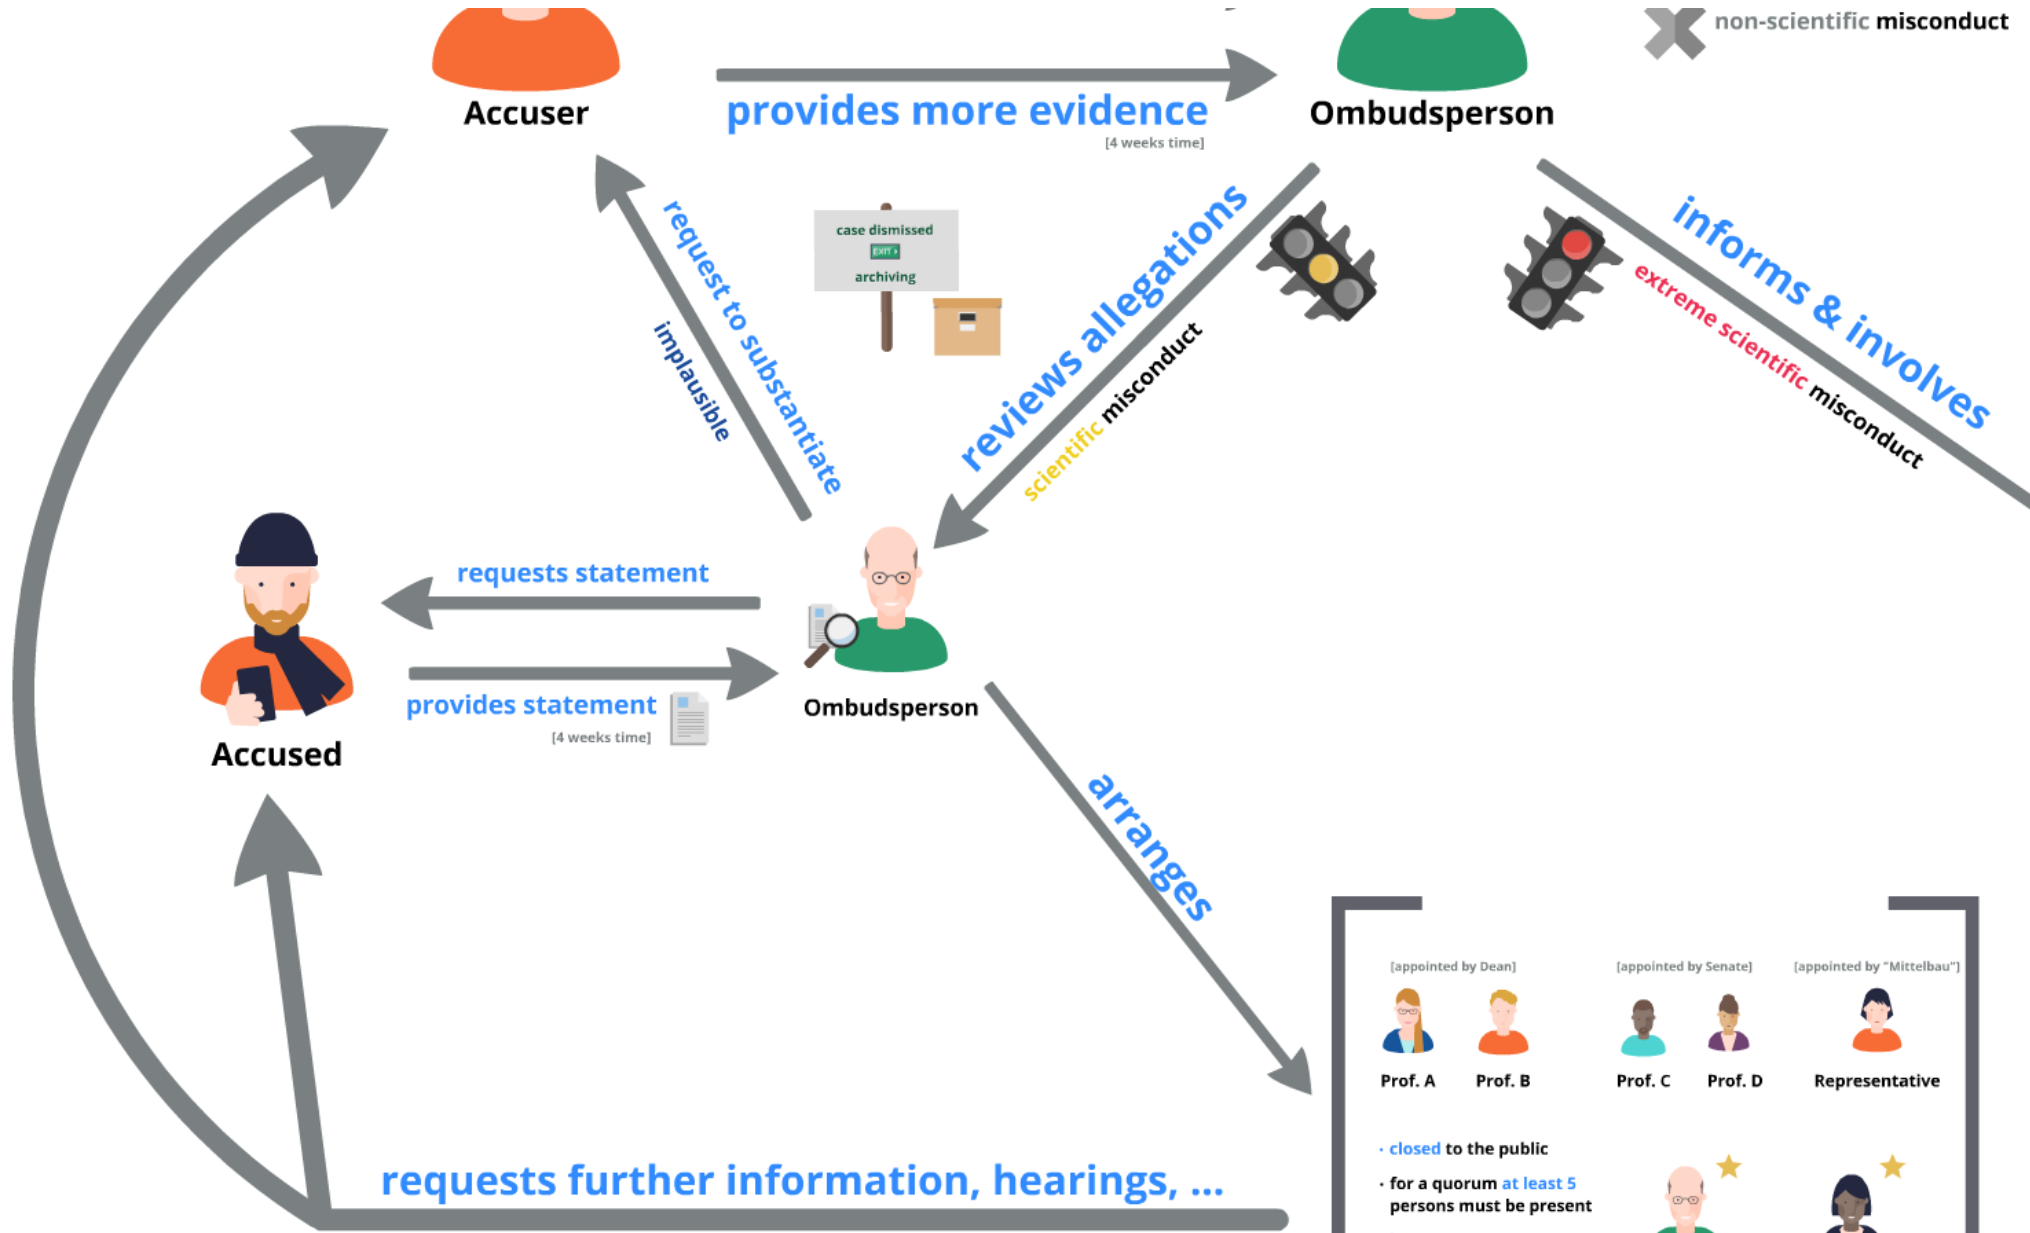 non-scientific misconduct
Accuser
provides more evidence
[4 weeks time]
Ombudsperson
request to substantiate
implausible
case dismissed
EXIT
archiving
reviews allegations
scientific misconduct
informs & involves
extreme scientific misconduct
requests statement
provides statement
[4 weeks time]
Accused
Ombudsperson
arranges
[appointed by Dean]
[appointed by Senate]
[appointed by "Mittelbau"]
Prof. A
Prof. B
Prof. C
Prof. D
Representative
· closed to the public
· for a quorum at least 5
persons must be present
requests further information, hearings, ...